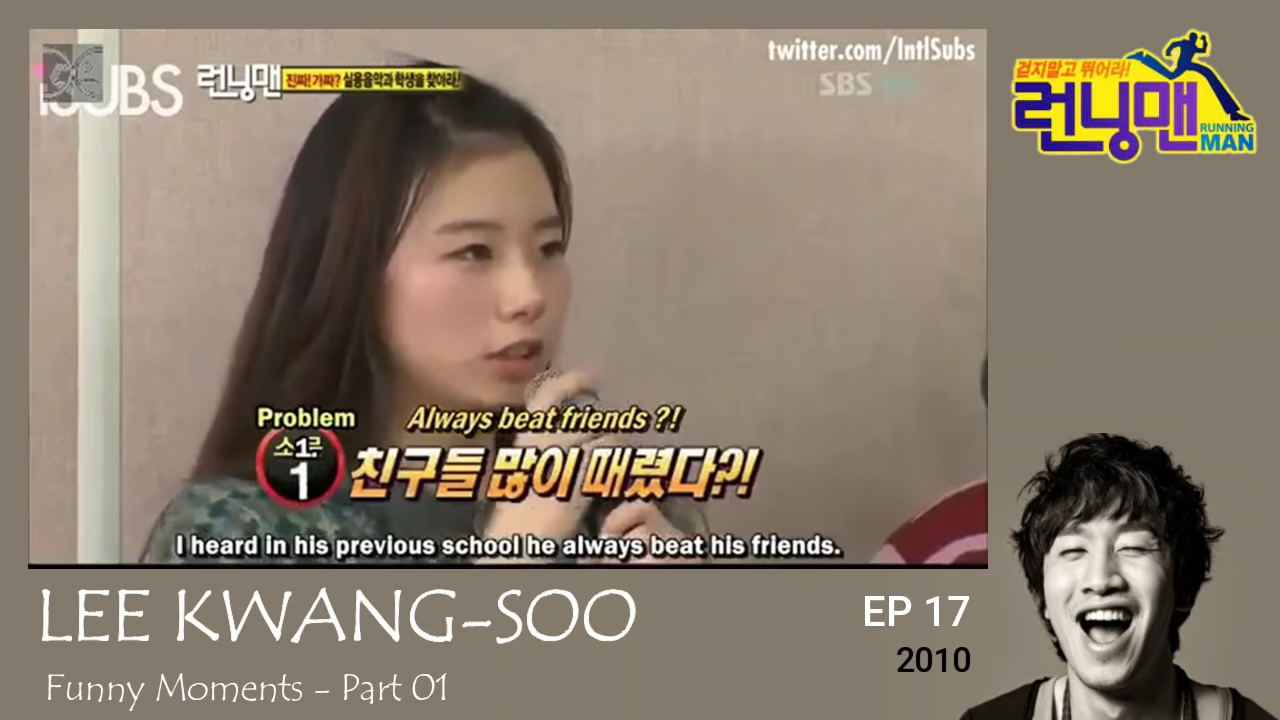 iSUBS
런닝맨 진짜! 가짜? 실용음악과 학생을 찾아라!
twitter.com/IntlSubs
SBS
걷지말고 뛰어라!
런닝맨
RUNNING
MAN
Problem
1
Always beat friends ?!
친구들 많이 때렸다?!
I heard in his previous school he always beat his friends.
LEE KWANG-SOO
EP 17
2010
Funny Moments - Part 01